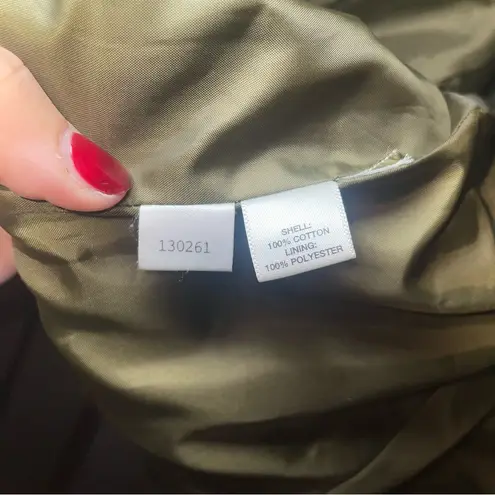 130261
SHELL:
100% COTTON
LINING:
100% POLYESTER